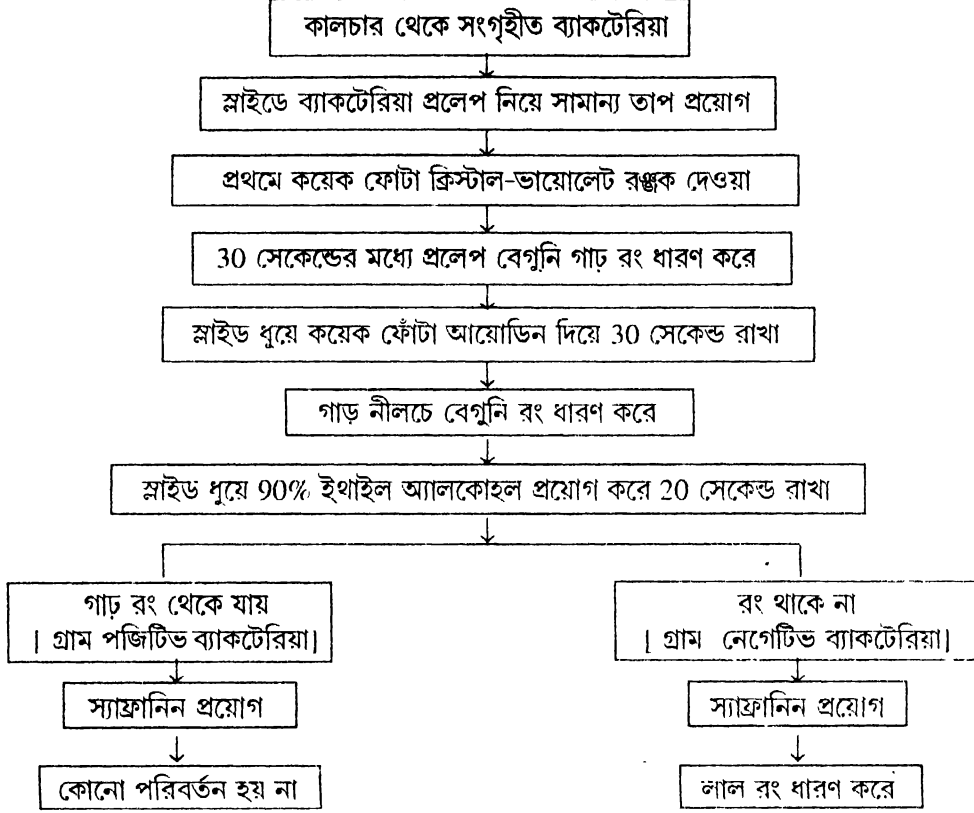 কালচার থেকে সংগৃহীত ব্যাকটেরিয়া
স্লাইডে ব্যাকটেরিয়া প্রলেপ নিয়ে সামান্য তাপ প্রয়োগ
প্রথমে কয়েক ফোটা ক্রিস্টাল-ভায়োলেট রঞ্জক দেওয়া
30 সেকেন্ডের মধ্যে প্রলেপ বেগুনি গাঢ় রং ধারণ করে
স্লাইড ধুয়ে কয়েক ফোঁটা আয়োডিন দিয়ে 30 সেকেন্ড রাখা
গাড় নীলচে বেগুনি রং ধারণ করে
স্লাইড ধুয়ে 90% ইথাইল অ্যালকোহল প্রয়োগ করে 20 সেকেন্ড রাখা
গাঢ় রং থেকে যায়
[ গ্রাম পজিটিভ ব্যাকটেরিয়া]
রং থাকে না
[ গ্রাম নেগেটিভ ব্যাকটেরিয়া]
স্যাফ্রানিন প্রয়োগ
স্যাফ্রানিন প্রয়োগ
কোনো পরিবর্তন হয় না
লাল রং ধারণ করে